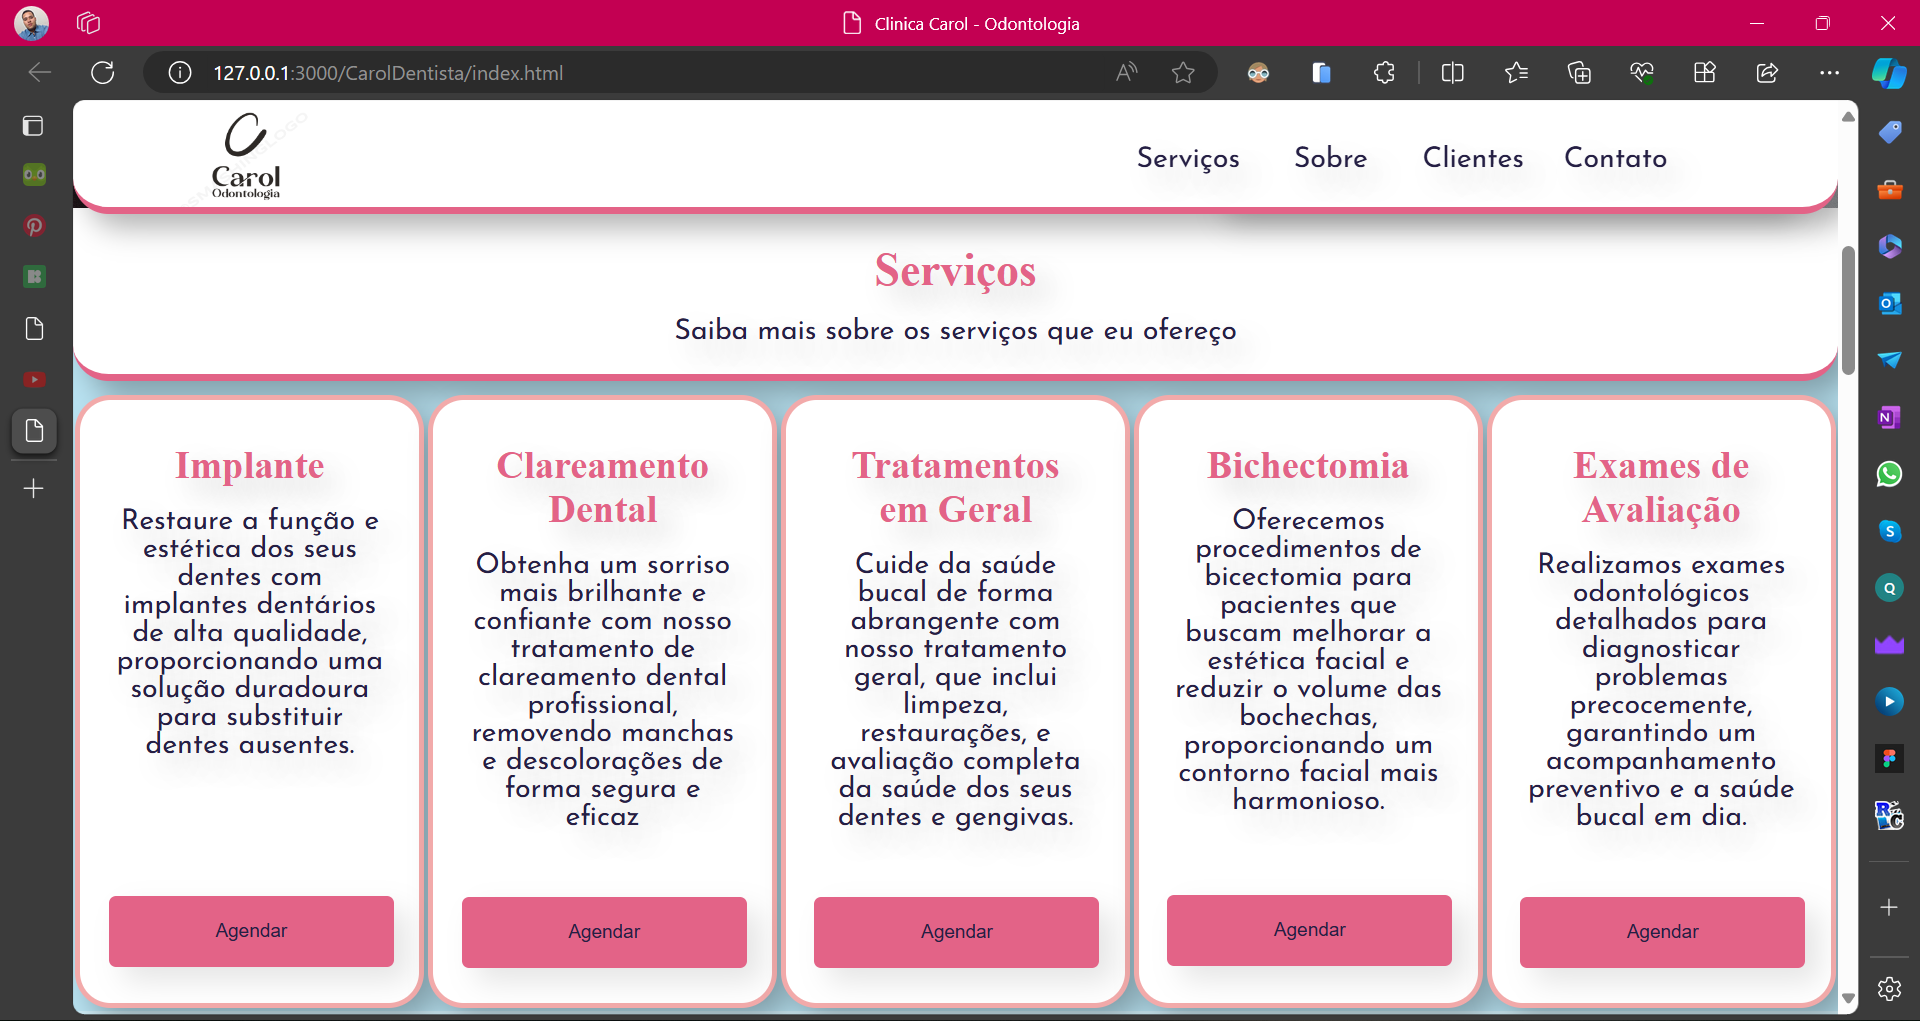 Clinica Carol - Odontologia
127.0.0.1:3000/CarolDentista/index.html
Carol
Odontologia
Serviços
Sobre
Clientes
Contato
Serviços
Saiba mais sobre os serviços que eu ofereço
Implante
Restaure a função e
estética dos seus
dentes com
implantes dentários
de alta qualidade,
proporcionando uma
solução duradoura
para substituir
dentes ausentes.
Agendar
Clareamento
Dental
Obtenha um sorriso
mais brilhante e
confiante com nosso
tratamento de
clareamento dental
profissional,
removendo manchas
e descolorações de
forma segura e
eficaz
Agendar
Tratamentos
em Geral
Cuide da saúde
bucal de forma
abrangente com
nosso tratamento
geral, que inclui
limpeza,
restaurações, e
avaliação completa
da saúde dos seus
dentes e gengivas.
Agendar
Bichectomia
Oferecemos
procedimentos de
bicectomia para
pacientes que
buscam melhorar a
estética facial e
reduzir o volume das
bochechas,
proporcionando um
contorno facial mais
harmonioso.
Agendar
Exames de
Avaliação
Realizamos exames
odontológicos
detalhados para
diagnosticar
problemas
precocemente,
garantindo um
acompanhamento
preventivo e a saúde
bucal em dia.
Agendar